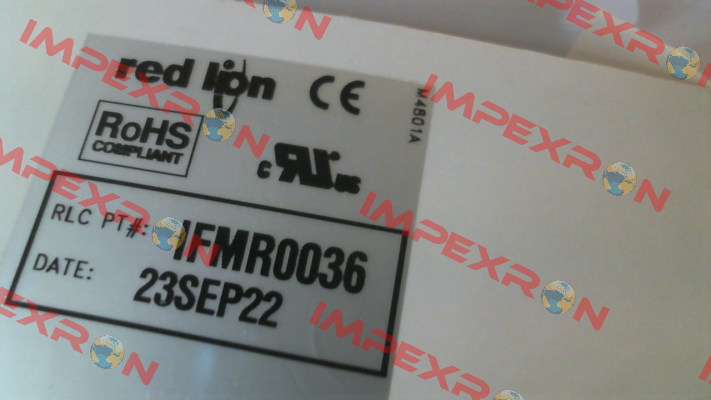 red lion CE
M4801A
RoHS
COMPLIANT
c RU us
RLC PT#: IFMR0036
DATE: 23SEP22
IMPEXRON
IMPEXRON
IMPEXRON
IMPEXRON
IMPEXRON
IMPEXRON
IMPEXRON